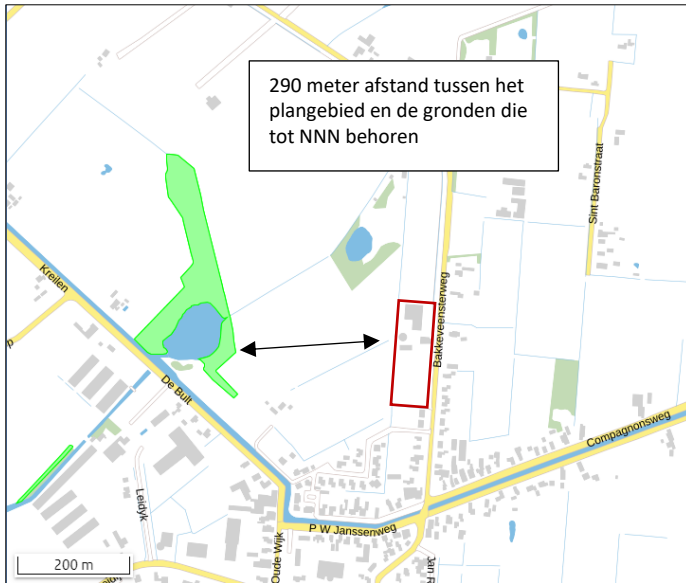 290 meter afstand tussen het
plangebied en de gronden die
tot NNN behoren
Sint Baronstraat
Kreilen
Bakkeveensterweg
De Bult
Compagnonsweg
Leidyk
P W Janssenweg
Oude Wijk
Jan R
200 m